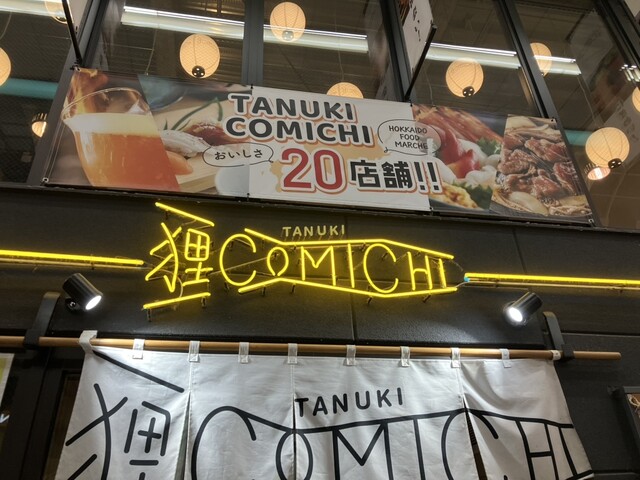 TANUKI
COMICHI
HOKKAIDO
FOOD
MARCHE
おいしさ
20店舗!!
TANUKI
狸COMICHI
TANUKI
狸COMICHI